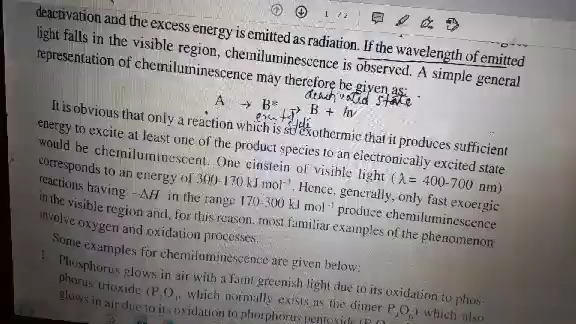 1 / 2
deactivation and the excess energy is emitted as radiation. If the wavelength of emitted
light falls in the visible region, chemiluminescence is observed. A simple general
representation of chemiluminescence may therefore be given as:
deactivated state
A → B* → B + hν
It is obvious that only a reaction which is so exothermic that it produces sufficient
energy to excite at least one of the product species to an electronically excited state
would be chemiluminescent. One einstein of visible light (λ= 400-700 nm)
corresponds to an energy of 300-170 kJ mol⁻¹. Hence, generally, only fast exoergic
reactions having -ΔH in the range 170-300 kJ mol⁻¹ produce chemiluminescence
in the visible region and, for this reason, most familiar examples of the phenomenon
involve oxygen and oxidation processes.
Some examples for chemiluminescence are given below:
1. Phosphorus glows in air with a faint greenish light due to its oxidation to phos-
phorus trioxide (P₂O₃, which normally exists as the dimer P₄O₆) which also
glows in air due to its oxidation to phosphorus pentoxide